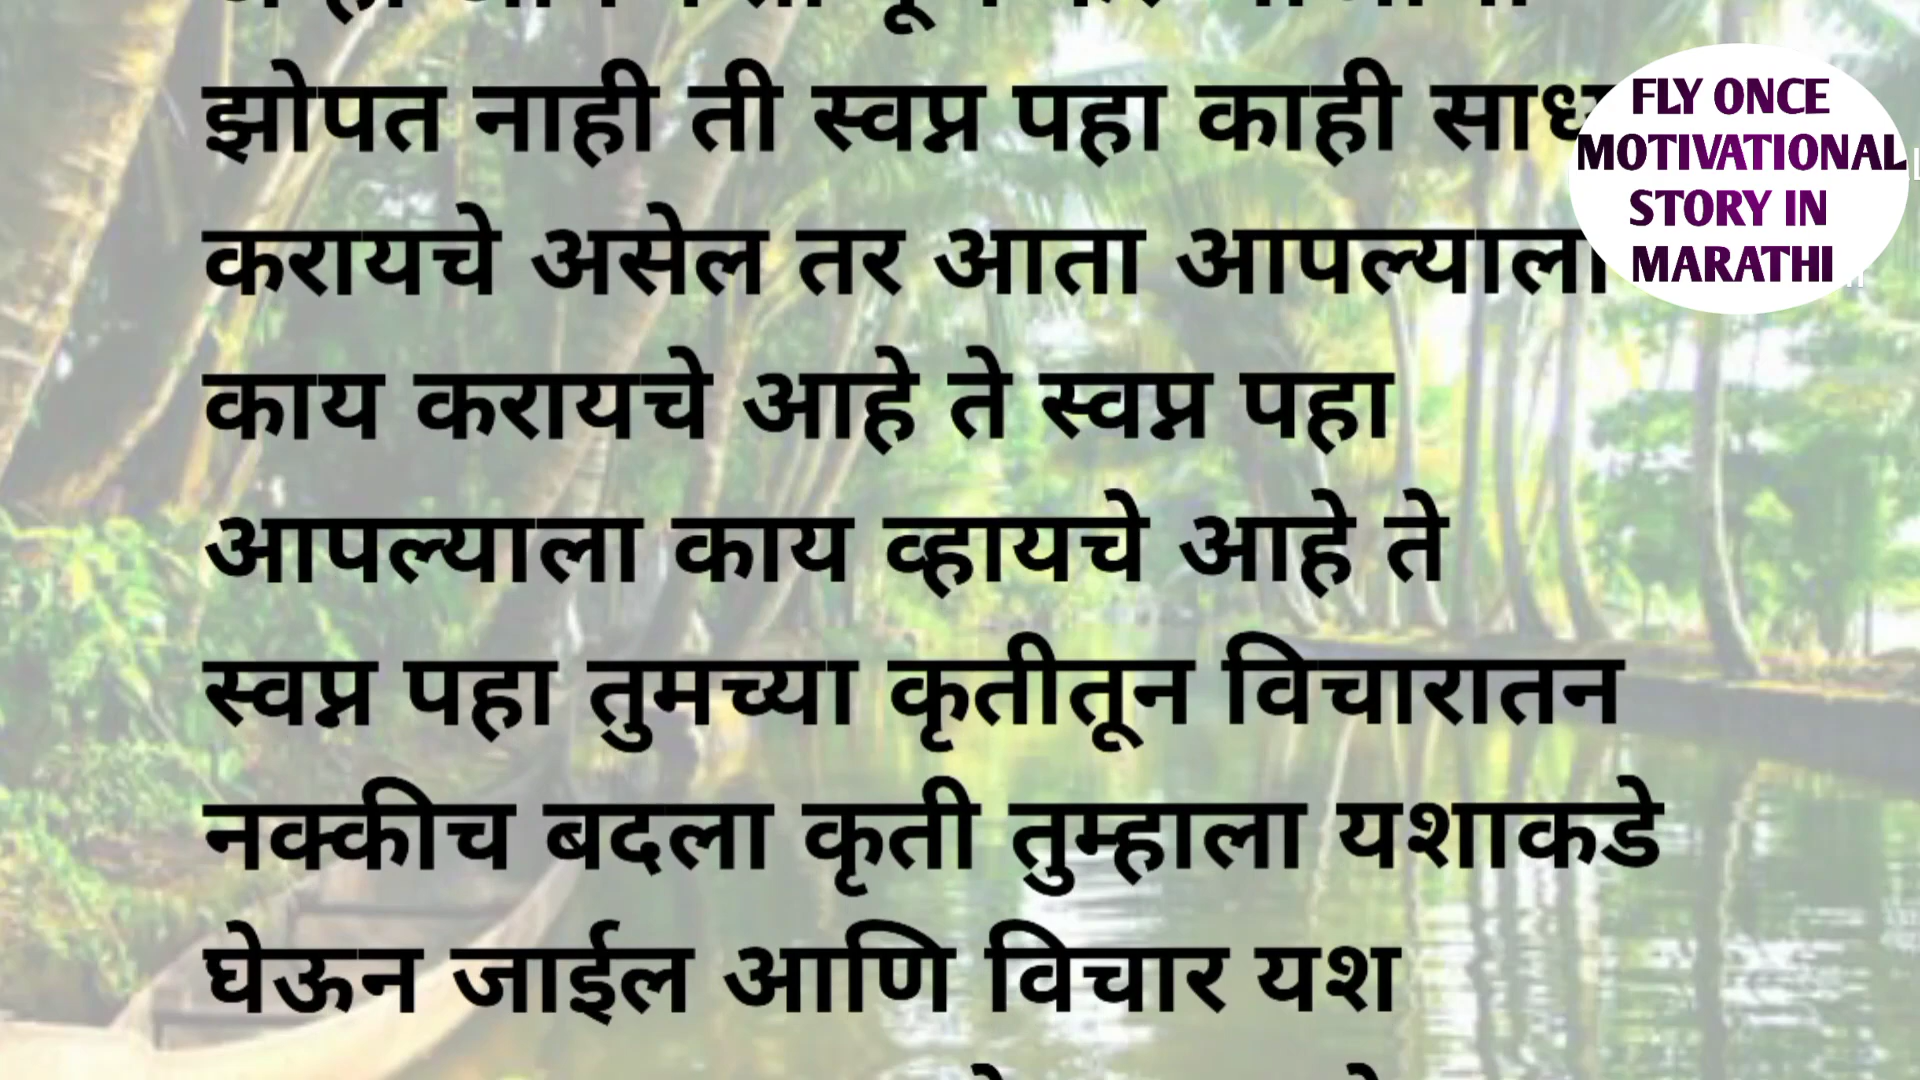 झोपत नाही ती स्वप्न पहा काही
करायचे असेल तर आता आपल्याला
काय करायचे आहे ते स्वप्न पहा
आपल्याला काय व्हायचे आहे ते
स्वप्न पहा तुमच्या कृतीतून विचारातन
नक्कीच बदला कृती तुम्हाला यशाकडे
घेऊन जाईल आणि विचार यश
FLY ONCE
MOTIVATIONAL
STORY IN
MARATHI